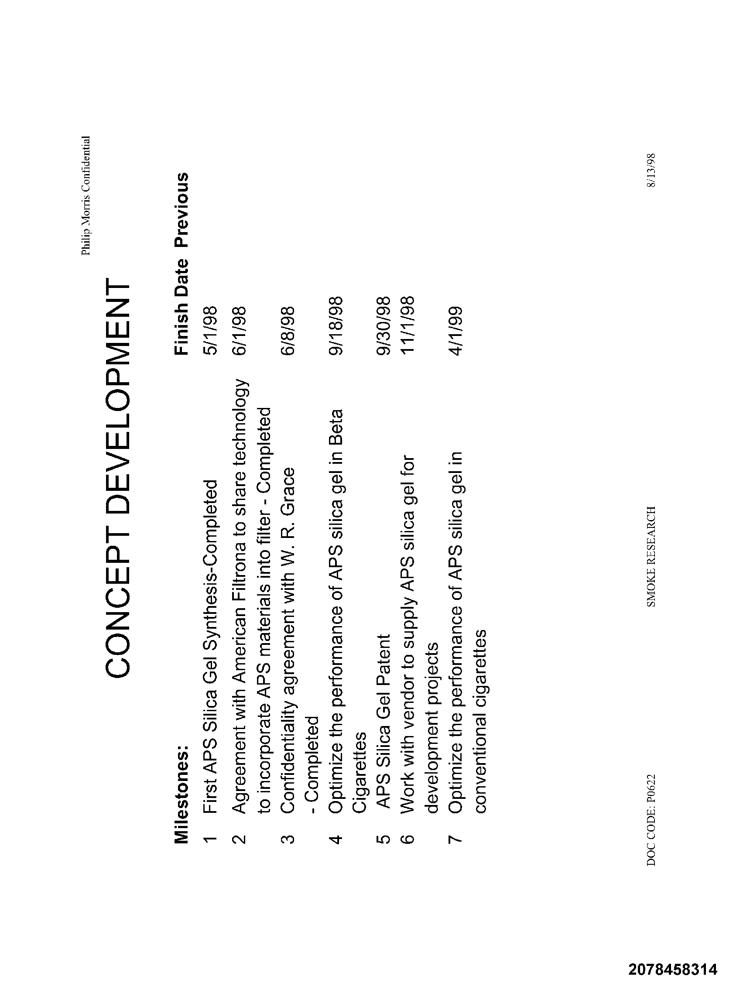 Philip Morris Confidential
CONCEPT DEVELOPMENT
Milestones: Finish Date Previous
1 First APS Silica Gel Synthesis-Completed 5/1/98
2 Agreement with American Filtrona to share technology 6/1/98
to incorporate APS materials into filter - Completed
3 Confidentiality agreement with W. R. Grace 6/8/98
- Completed
4 Optimize the performance of APS silica gel in Beta 9/18/98
Cigarettes
5 APS Silica Gel Patent 9/30/98
6 Work with vendor to supply APS silica gel for 11/1/98
development projects
7 Optimize the performance of APS silica gel in 4/1/99
conventional cigarettes
DOC CODE: P0622 SMOKE RESEARCH 8/13/98
2078458314